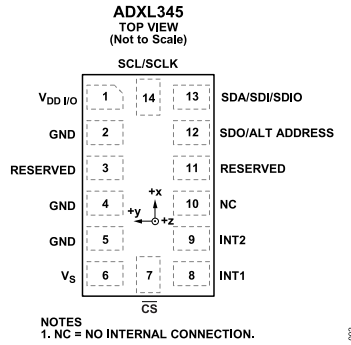 ADXL345
TOP VIEW
(Not to Scale)
SCL/SCLK
VDD I/O 1 14 13 SDA/SDI/SDIO
GND 2 12 SDO/ALT ADDRESS
RESERVED 3 11 RESERVED
GND 4 +x 10 NC
+y +z
GND 5 9 INT2
VS 6 7 8 INT1
CS
NOTES
1. NC = NO INTERNAL CONNECTION.